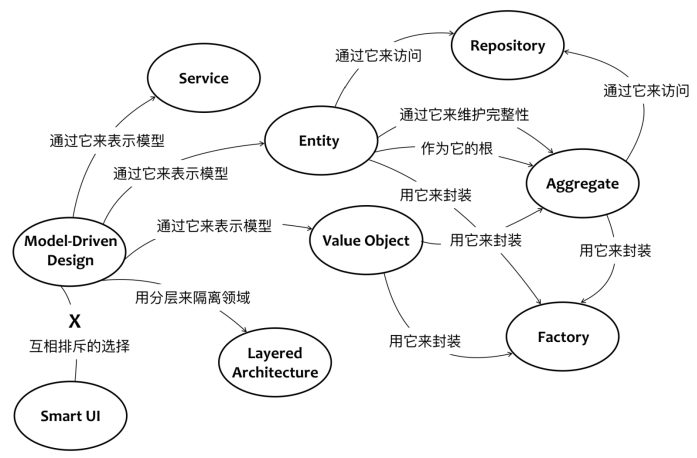 Repository
通过它来访问
Service
通过它来访问
通过它来维护完整性
通过它来表示模型
Entity
作为它的根
通过它来表示模型
Aggregate
用它来封装
通过它来表示模型
Model-Driven
Design
Value Object
用它来封装
用它来封装
用分层来隔离领域
X
互相排斥的选择
用它来封装
Factory
Layered
Architecture
Smart UI